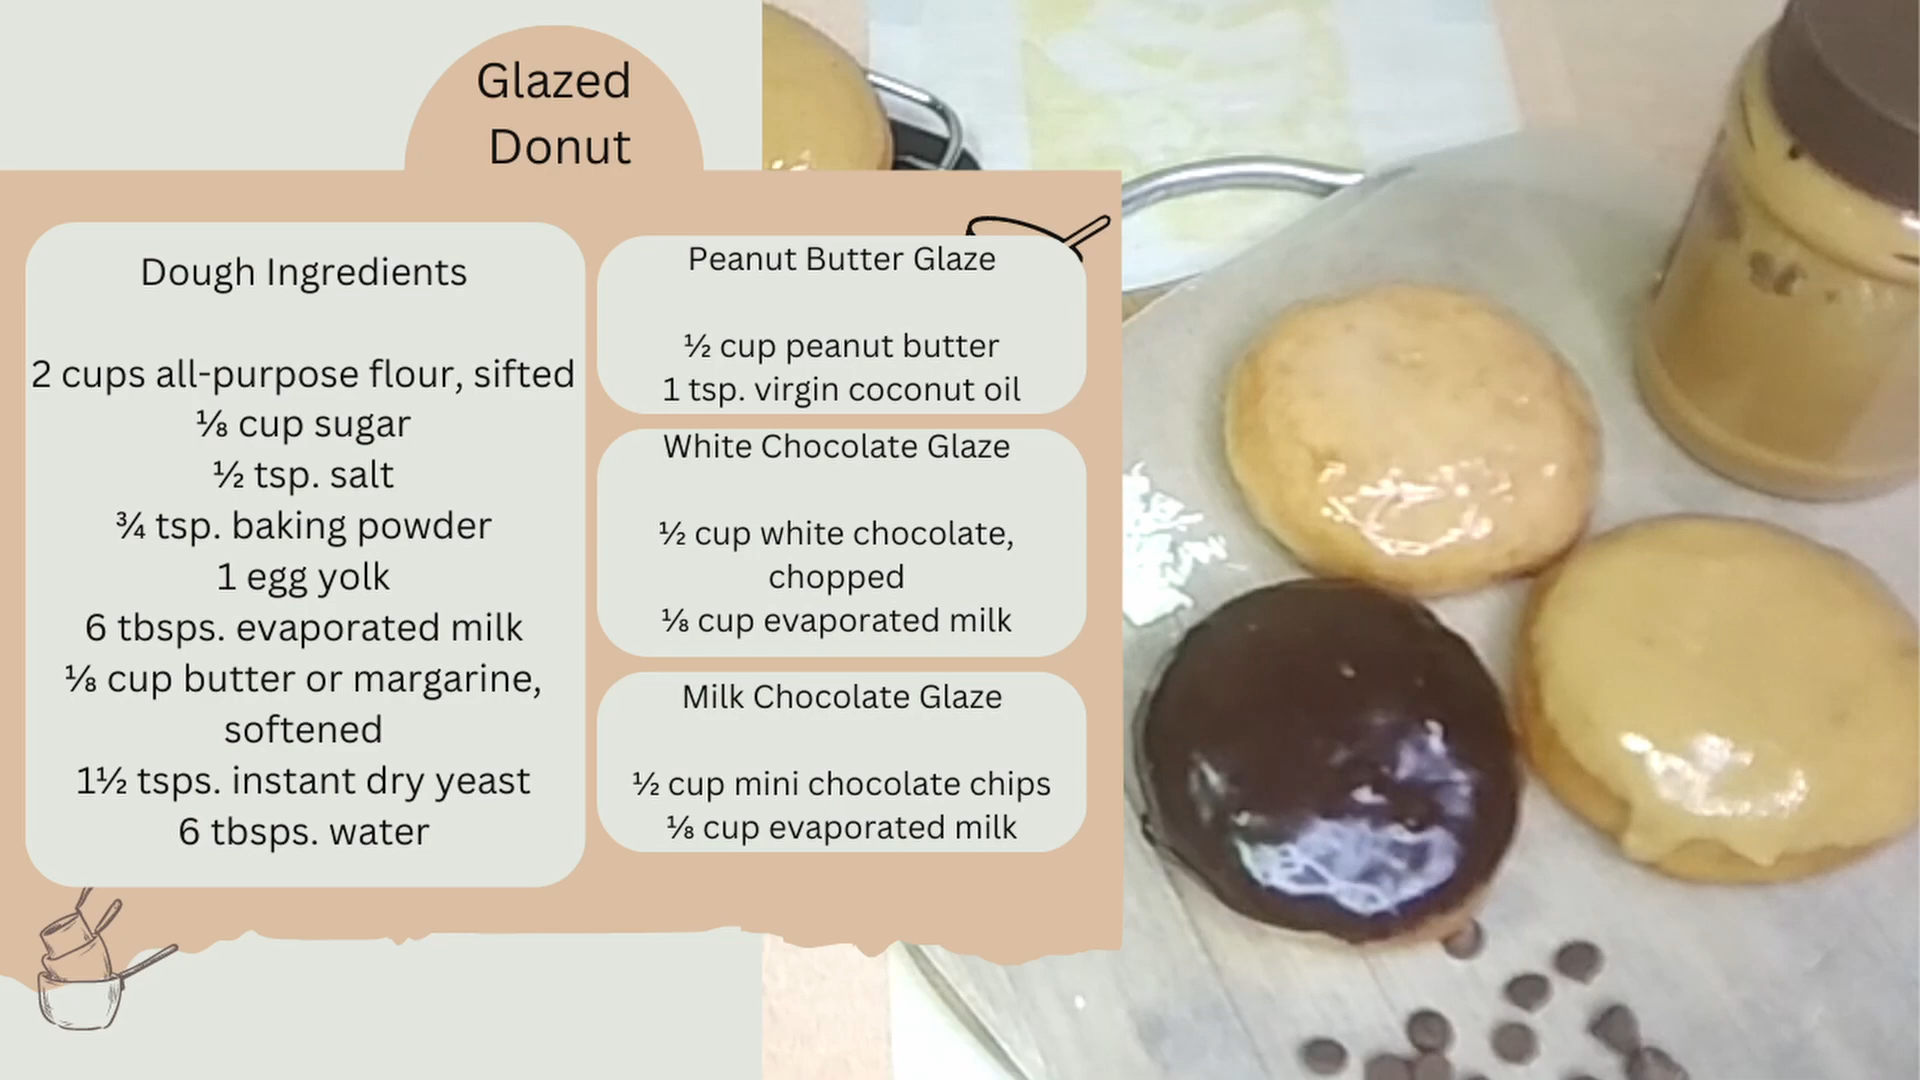 Glazed
Donut
Dough Ingredients
2 cups all-purpose flour, sifted
⅛ cup sugar
½ tsp. salt
¾ tsp. baking powder
1 egg yolk
6 tbsps. evaporated milk
⅛ cup butter or margarine,
softened
1½ tsps. instant dry yeast
6 tbsps. water
Peanut Butter Glaze
½ cup peanut butter
1 tsp. virgin coconut oil
White Chocolate Glaze
½ cup white chocolate,
chopped
⅛ cup evaporated milk
Milk Chocolate Glaze
½ cup mini chocolate chips
⅛ cup evaporated milk